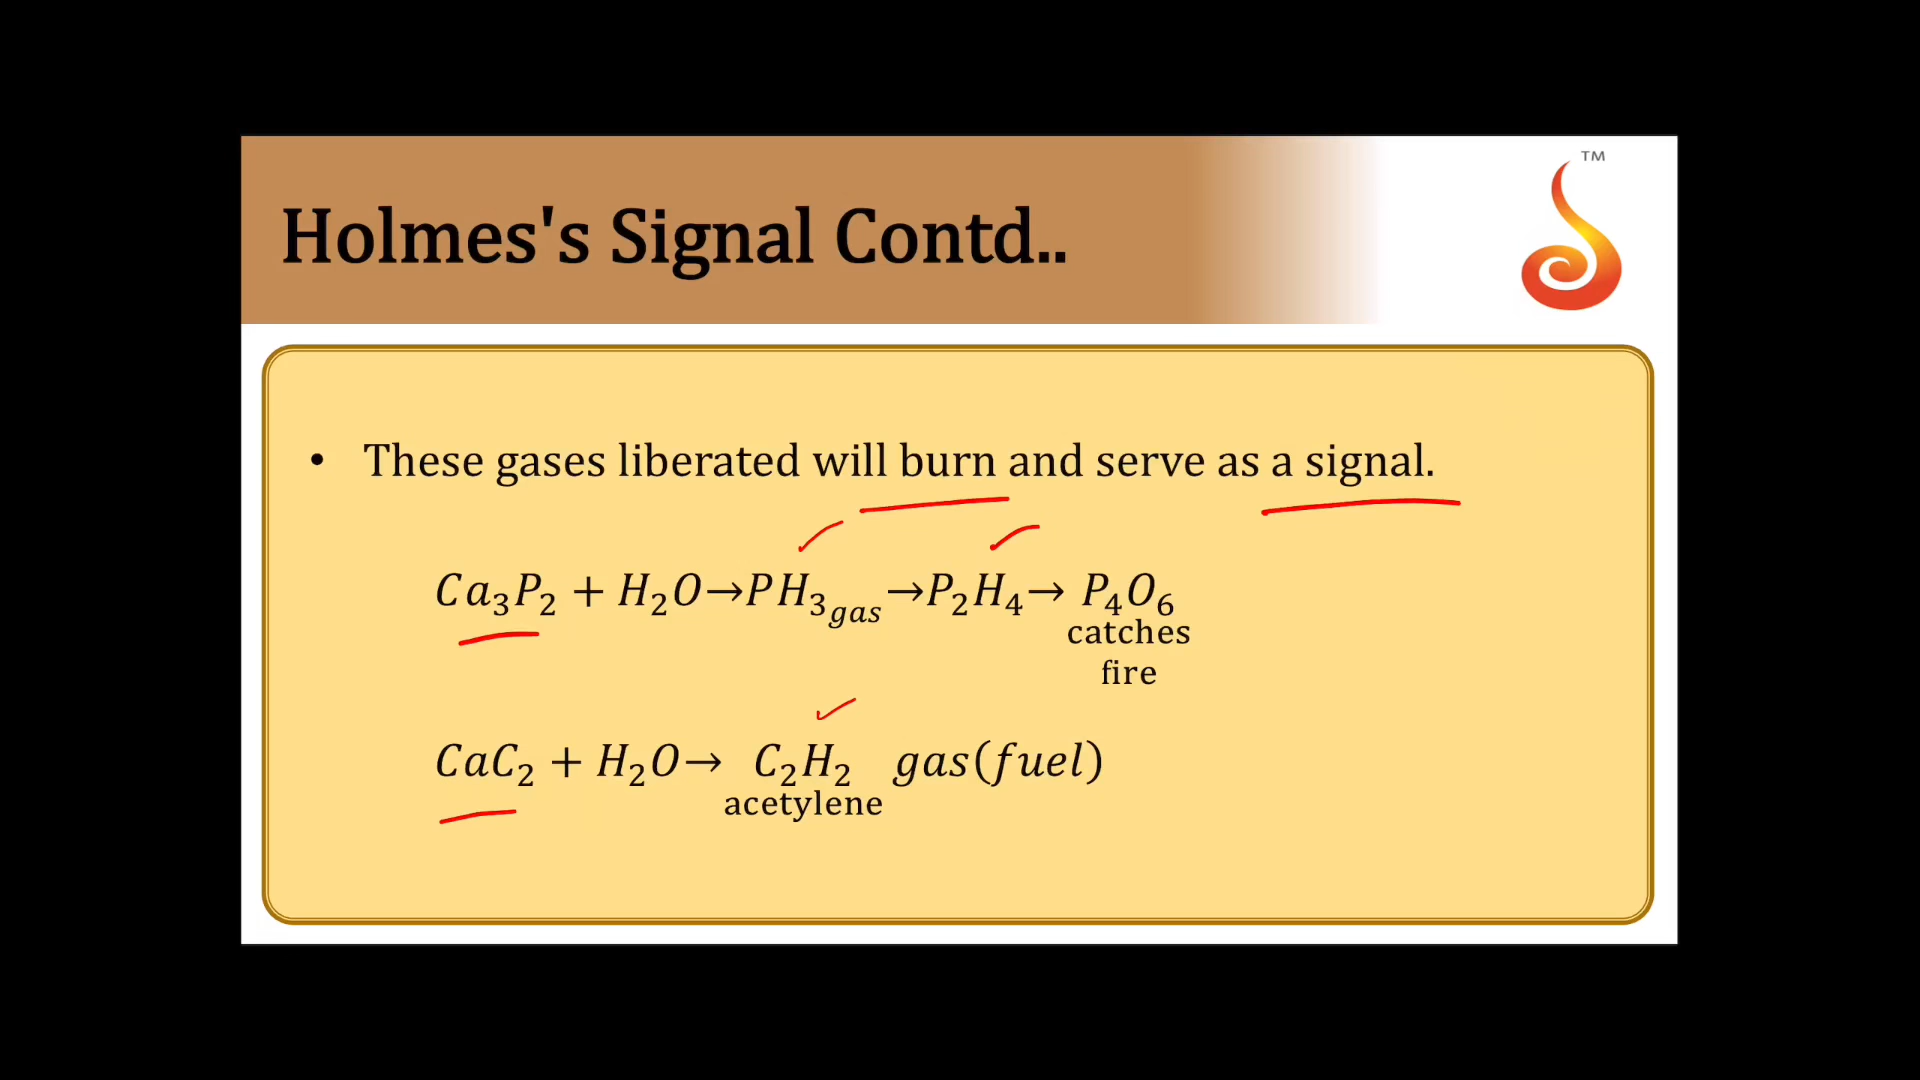 TM
Holmes's Signal Contd..
• These gases liberated will burn and serve as a signal.
Ca₃P₂ + H₂O→PH₃gas→P₂H₄→ P₄O₆
catches
fire
CaC₂ + H₂O→ C₂H₂ gas(fuel)
acetylene